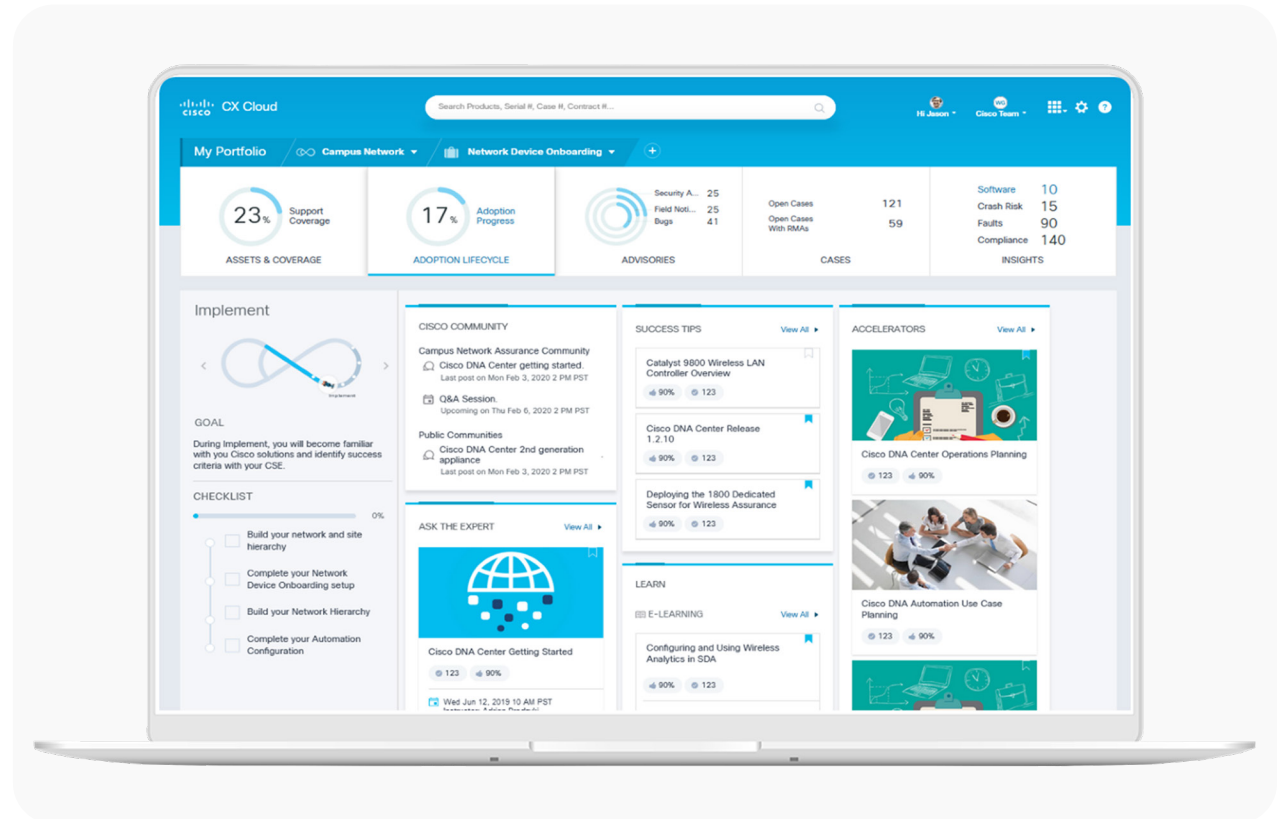 CISCO
CX Cloud
Search Products, Serial #, Case #, Contract #...
Hi Jason
WG
Cisco Team
?
My Portfolio
Campus Network
Network Device Onboarding
+
23%
Support
Coverage
ASSETS & COVERAGE
17%
Adoption
Progress
ADOPTION LIFECYCLE
Security A... 25
Field Noti... 25
Bugs 41
ADVISORIES
Open Cases 121
Open Cases
With RMAs
59
CASES
Software 10
Crash Risk 15
Faults 90
Compliance 140
INSIGHTS
Implement
Implement
GOAL
During Implement, you will become familiar
with you Cisco solutions and identify success
criteria with your CSE.
CHECKLIST
0%
Build your network and site
hierarchy
Complete your Network
Device Onboarding setup
Build your Network Hierarchy
Complete your Automation
Configuration
CISCO COMMUNITY
Campus Network Assurance Community
Cisco DNA Center getting started.
Last post on Mon Feb 3, 2020 2 PM PST
Q&A Session.
Upcoming on Thu Feb 6, 2020 2 PM PST
Public Communities
Cisco DNA Center 2nd generation
appliance
Last post on Mon Feb 3, 2020 2 PM PST
ASK THE EXPERT
View All
Cisco DNA Center Getting Started
123 90%
Wed Jun 12, 2019 10 AM PST
SUCCESS TIPS
View All
Catalyst 9800 Wireless LAN
Controller Overview
90% 123
Cisco DNA Center Release
1.2.10
90% 123
Deploying the 1800 Dedicated
Sensor for Wireless Assurance
90% 123
LEARN
E-LEARNING
View All
Configuring and Using Wireless
Analytics in SDA
90% 123
ACCELERATORS
View All
Cisco DNA Center Operations Planning
123 90%
Cisco DNA Automation Use Case
Planning
123 90%